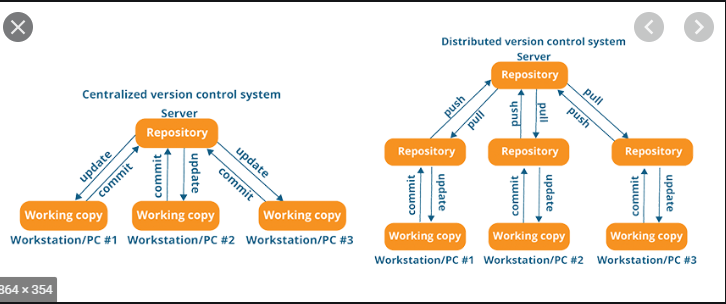 Centralized version control system
Server
Repository
update
commit
commit
update
update
commit
Working copy
Working copy
Working copy
Workstation/PC #1
Workstation/PC #2
Workstation/PC #3
Distributed version control system
Server
Repository
push
pull
push
pull
pull
push
Repository
Repository
Repository
commit
update
commit
update
commit
update
Working copy
Working copy
Working copy
Workstation/PC #1
Workstation/PC #2
Workstation/PC #3
864 × 354